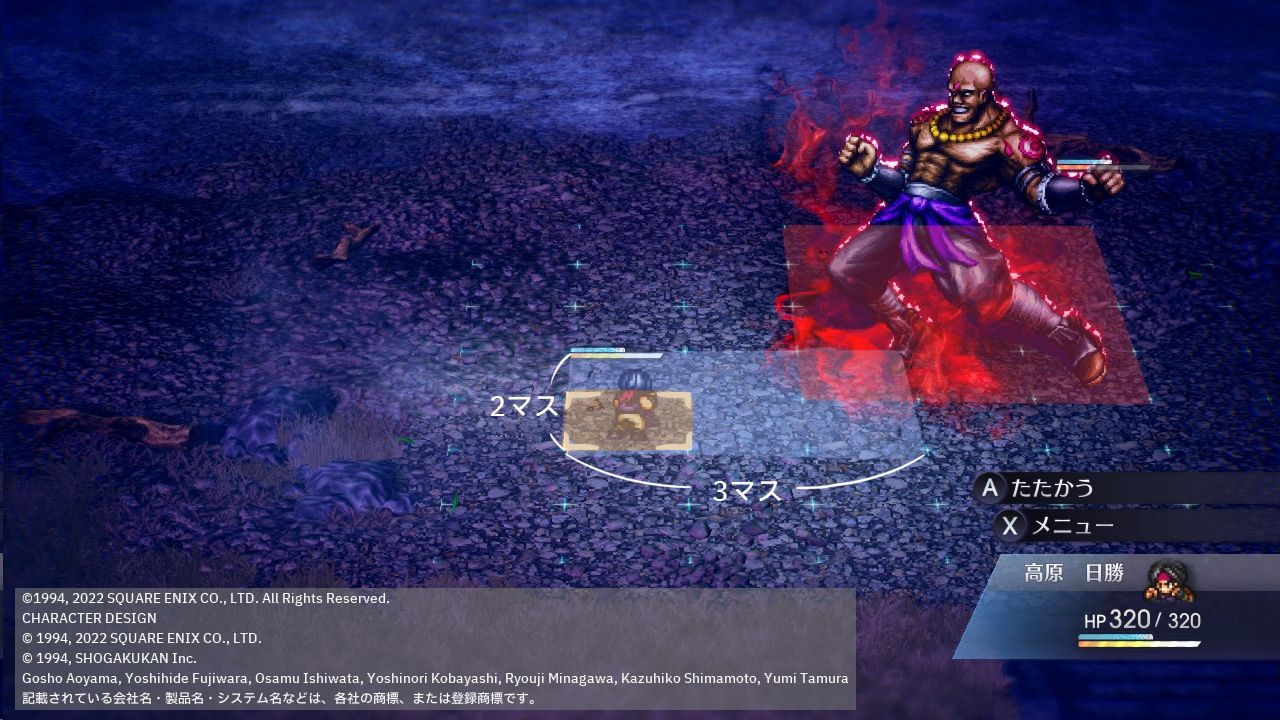 2マス
3マス
A たたかう
X メニュー
高原 日勝
HP 320 / 320
©1994, 2022 SQUARE ENIX CO., LTD. All Rights Reserved.
CHARACTER DESIGN
© 1994, 2022 SQUARE ENIX CO., LTD.
© 1994, SHOGAKUKAN Inc.
Gosho Aoyama, Yoshihide Fujiwara, Osamu Ishiwata, Yoshinori Kobayashi, Ryouji Minagawa, Kazuhiko Shimamoto, Yumi Tamura
記載されている会社名・製品名・システム名などは、各社の商標、または登録商標です。